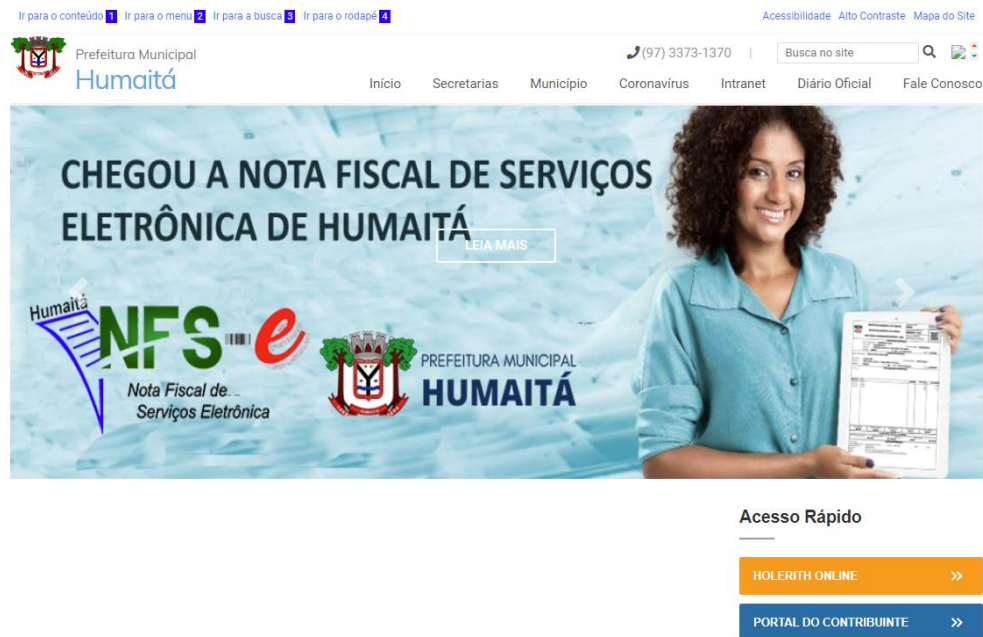 Ir para o conteúdo 1 Ir para o menu 2 Ir para a busca 3 Ir para o rodapé 4
Acessibilidade Alto Contraste Mapa do Site
Prefeitura Municipal
Humaitá
(97) 3373-1370 |
Busca no site
Início Secretarias Município Coronavírus Intranet Diário Oficial Fale Conosco
CHEGOU A NOTA FISCAL DE SERVIÇOS
ELETRÔNICA DE HUMAITÁ
LEIA MAIS
Humaitá
NFS-e
Nota Fiscal de
Serviços Eletrônica
PREFEITURA MUNICIPAL
HUMAITÁ
Acesso Rápido
HOLERITH ONLINE
PORTAL DO CONTRIBUINTE